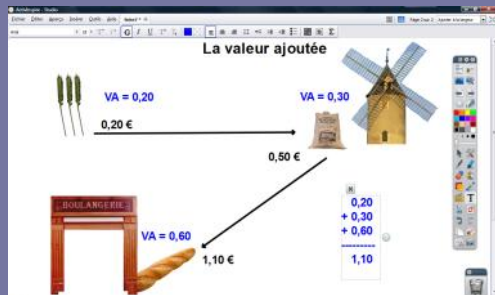 La valeur ajoutée
VA = 0,20
VA = 0,30
0,20 €
0,50 €
BOULANGERIE
VA = 0,60
1,10 €
0,20
+ 0,30
+ 0,60
---------
1,10